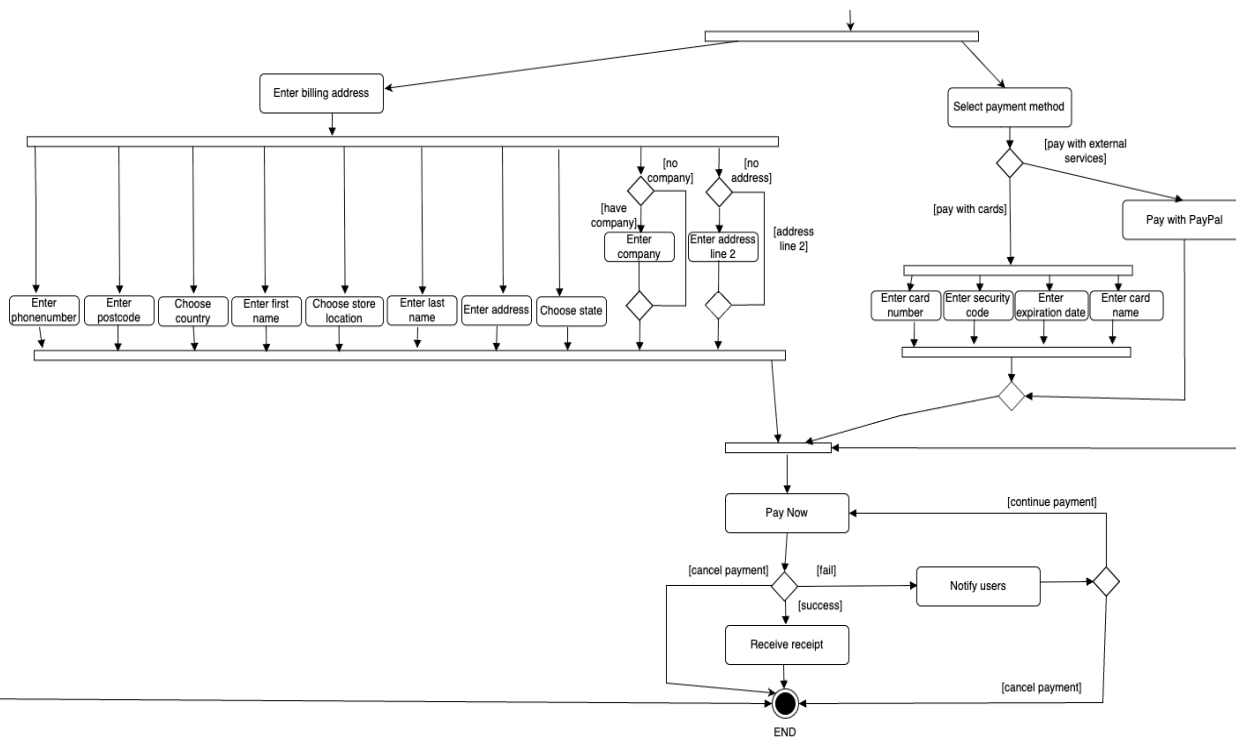 Enter billing address
Select payment method
[pay with external
services]
[no
company]
[no
address]
[have
company]
[pay with cards]
Pay with PayPal
Enter
company
Enter address
line 2
[address
line 2]
Enter
phonenumber
Enter
postcode
Choose
country
Enter first
name
Choose store
location
Enter last
name
Enter address
Choose state
Enter card
number
Enter security
code
Enter
expiration date
Enter card
name
Pay Now
[continue payment]
[cancel payment]
[fail]
Notify users
[success]
Receive receipt
[cancel payment]
END